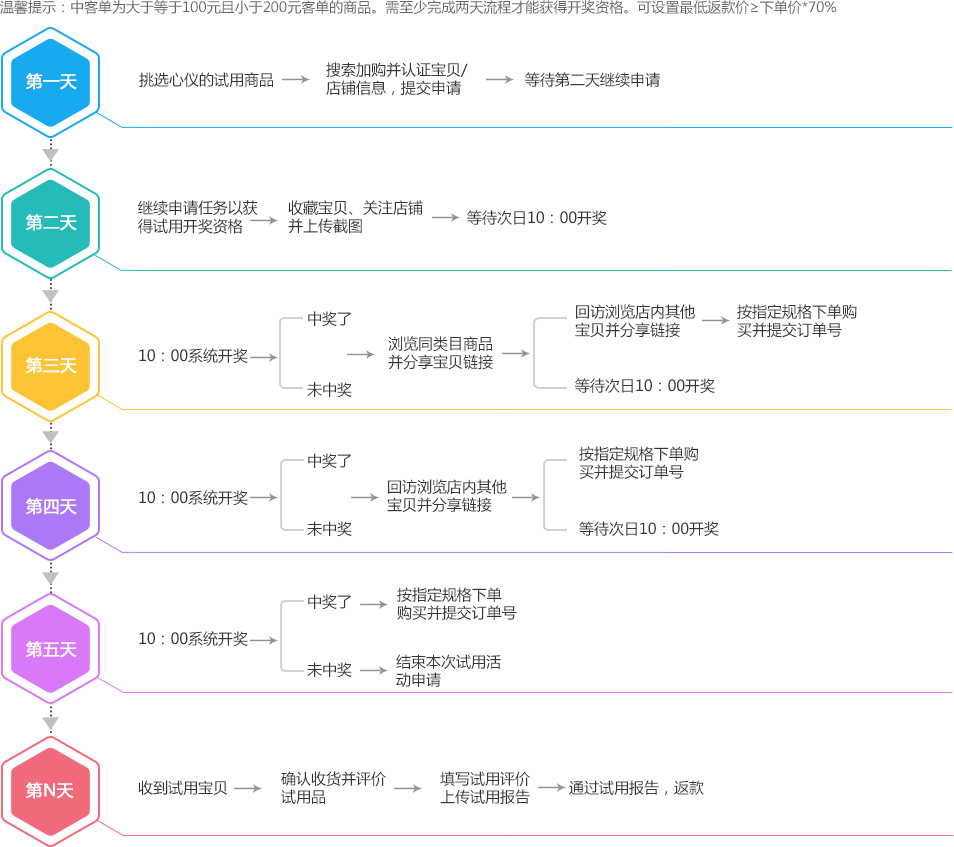 温馨提示：中客单为大于等于100元且小于200元客单的商品。需至少完成两天流程才能获得开奖资格。可设置最低返款价≥下单价*70%
第一天
挑选心仪的试用商品
搜索加购并认证宝贝/
店铺信息，提交申请
等待第二天继续申请
第二天
继续申请任务以获
得试用开奖资格
收藏宝贝、关注店铺
并上传截图
等待次日10：00开奖
第三天
10：00系统开奖
中奖了
未中奖
浏览同类目商品
并分享宝贝链接
回访浏览店内其他
宝贝并分享链接
按指定规格下单购
买并提交订单号
等待次日10：00开奖
第四天
10：00系统开奖
中奖了
未中奖
回访浏览店内其他
宝贝并分享链接
按指定规格下单购
买并提交订单号
等待次日10：00开奖
第五天
10：00系统开奖
中奖了
按指定规格下单
购买并提交订单号
未中奖
结束本次试用活
动申请
第N天
收到试用宝贝
确认收货并评价
试用品
填写试用评价
上传试用报告
通过试用报告，返款